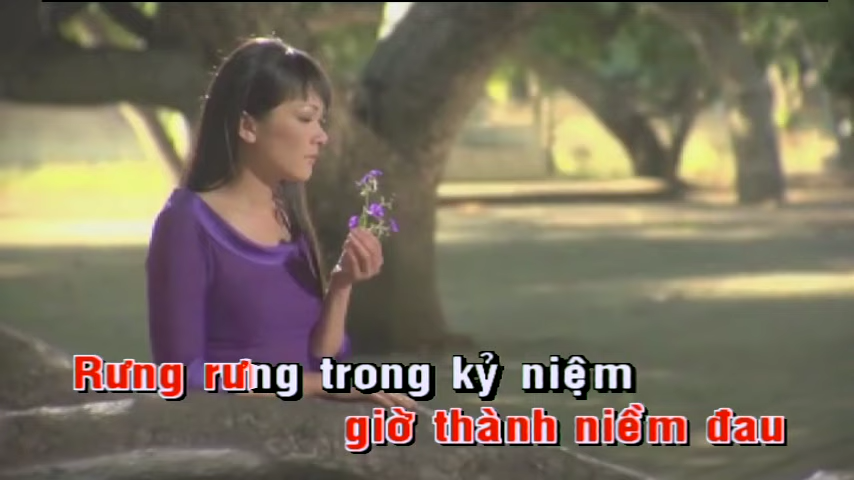 Rưng rưng trong kỷ niệm
giờ thành niềm đau